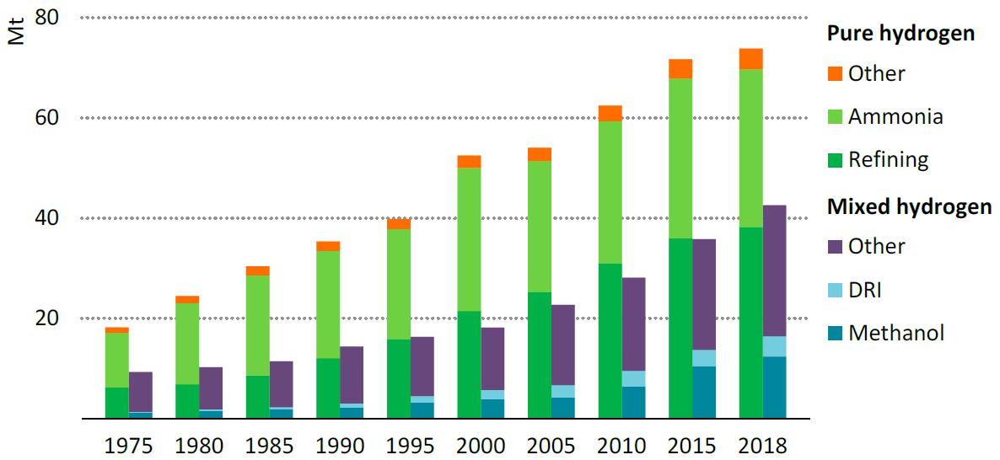 Mt
80
60
40
20
1975 1980 1985 1990 1995 2000 2005 2010 2015 2018
Pure hydrogen
Other
Ammonia
Refining
Mixed hydrogen
Other
DRI
Methanol